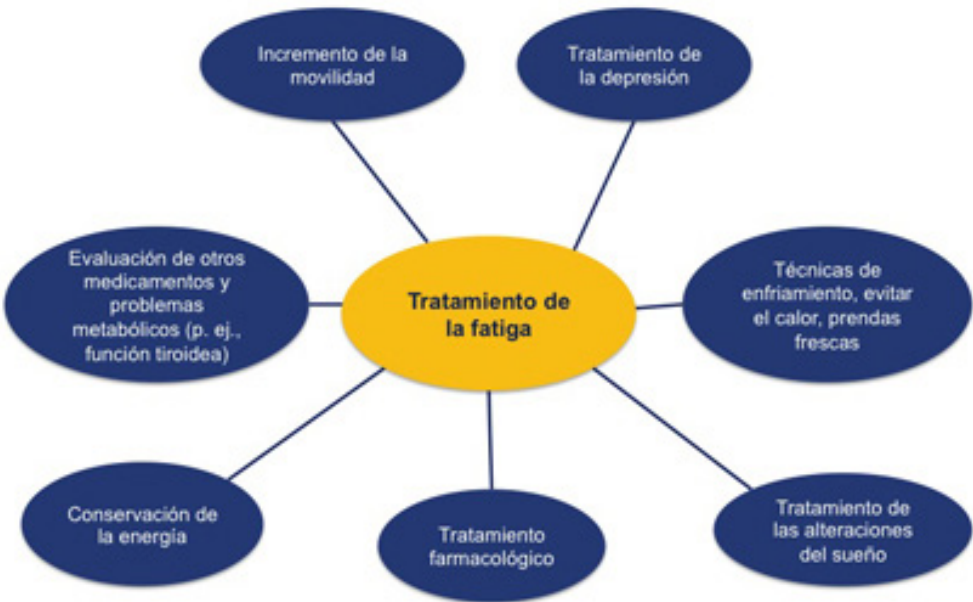 Incremento de la
movilidad
Tratamiento de
la depresión
Evaluación de otros
medicamentos y
problemas
metabólicos (p. ej.,
función tiroidea)
Tratamiento de
la fatiga
Técnicas de
enfriamiento, evitar
el calor, prendas
frescas
Conservación de
la energía
Tratamiento
farmacológico
Tratamiento de
las alteraciones
del sueño